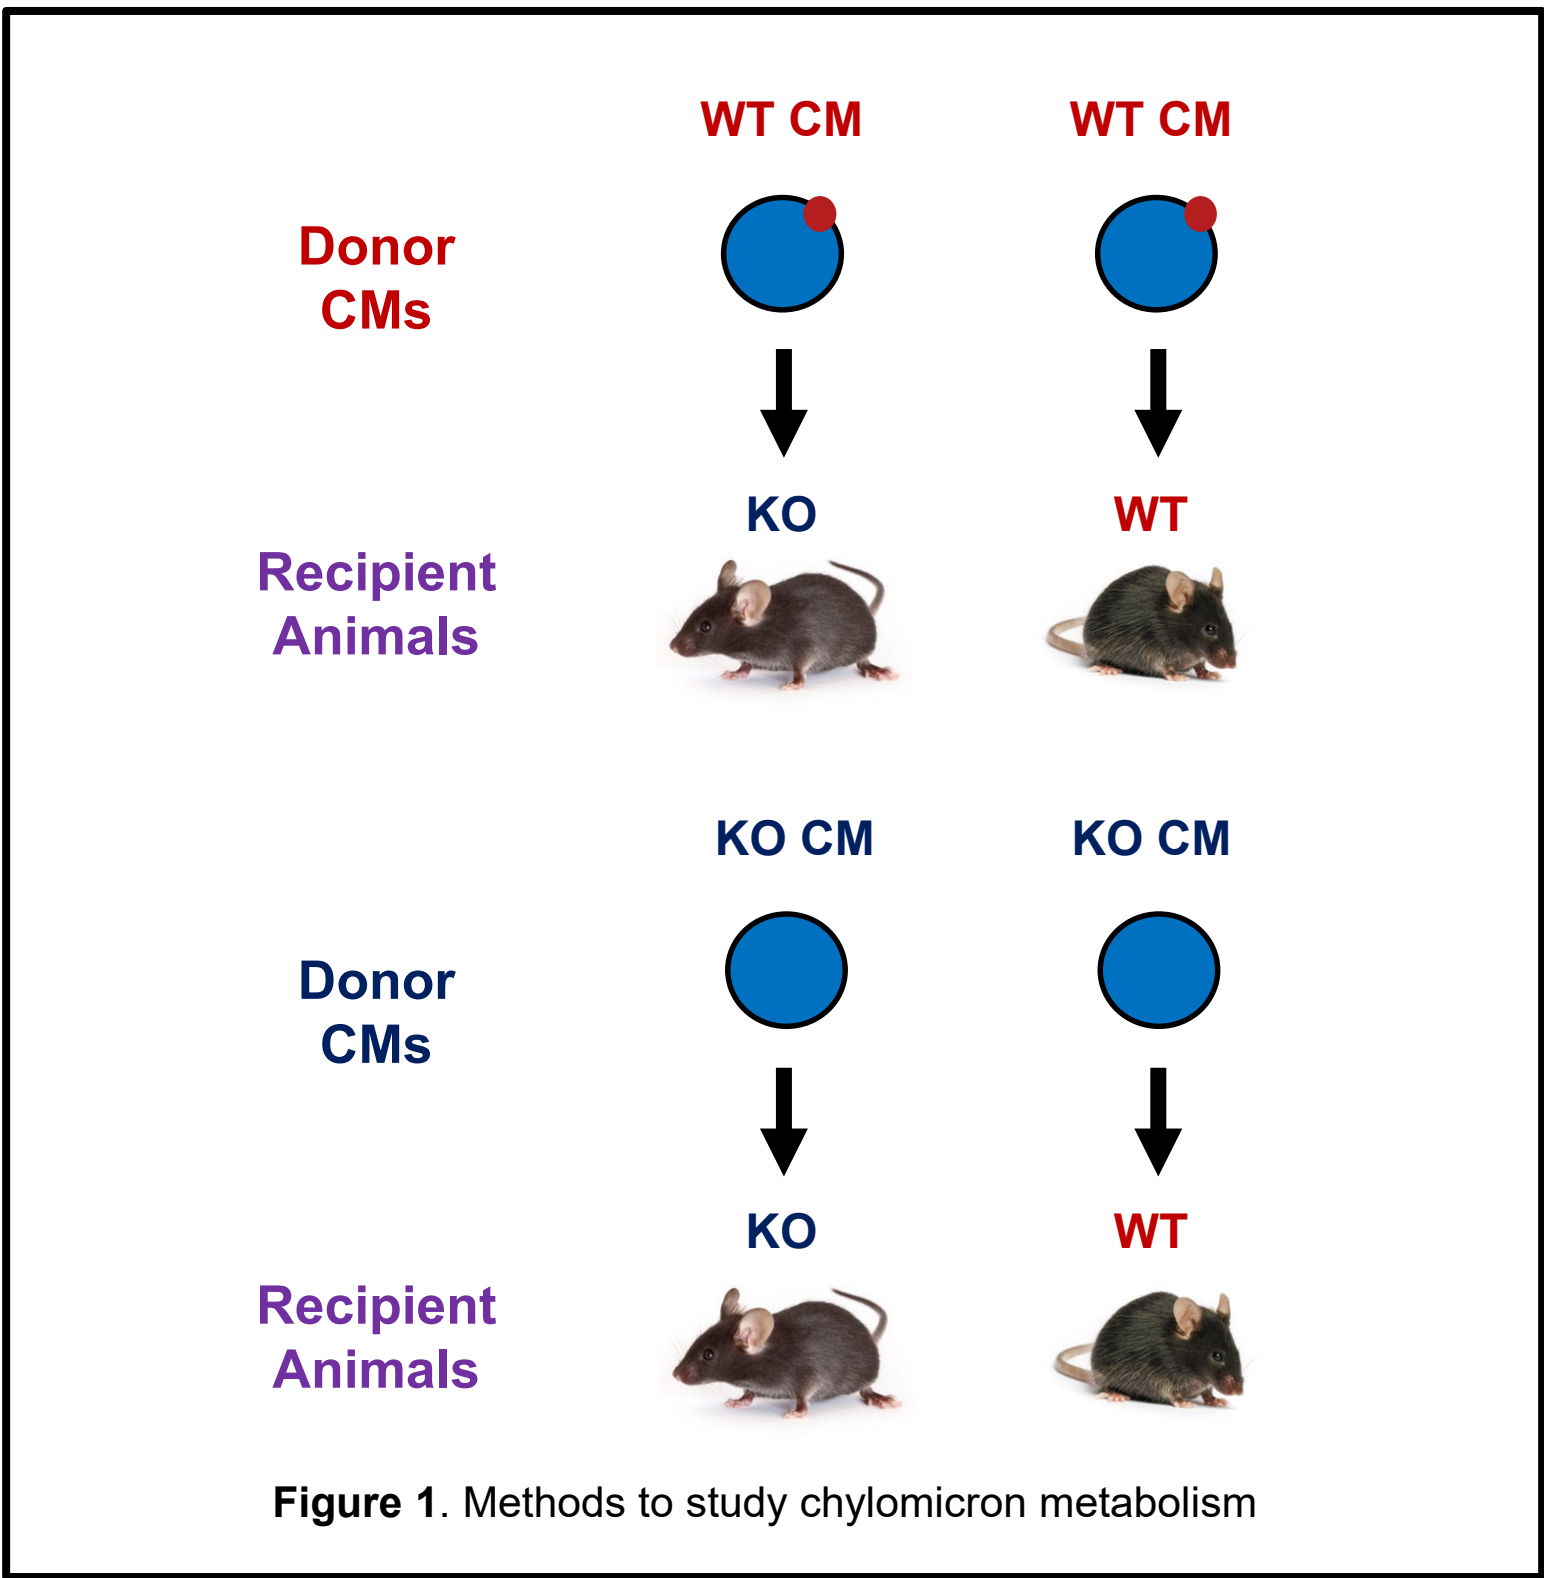 WT CM WT CM
Donor
CMs
KO WT
Recipient
Animals
KO CM KO CM
Donor
CMs
KO WT
Recipient
Animals
Figure 1. Methods to study chylomicron metabolism